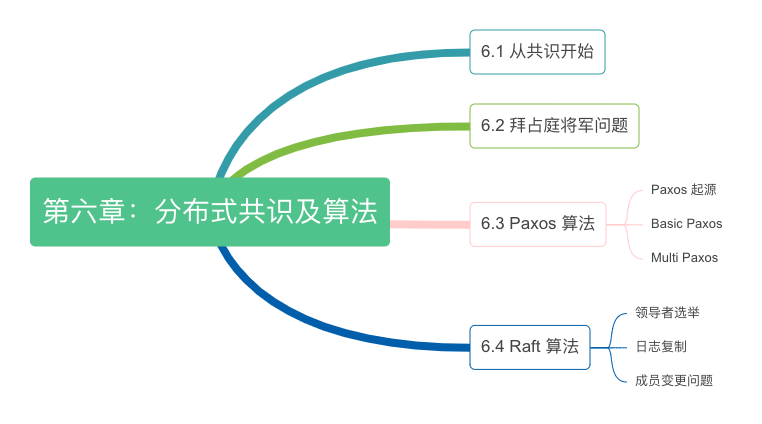 第六章：分布式共识及算法
6.1 从共识开始
6.2 拜占庭将军问题
6.3 Paxos 算法
Paxos 起源
Basic Paxos
Multi Paxos
6.4 Raft 算法
领导者选举
日志复制
成员变更问题